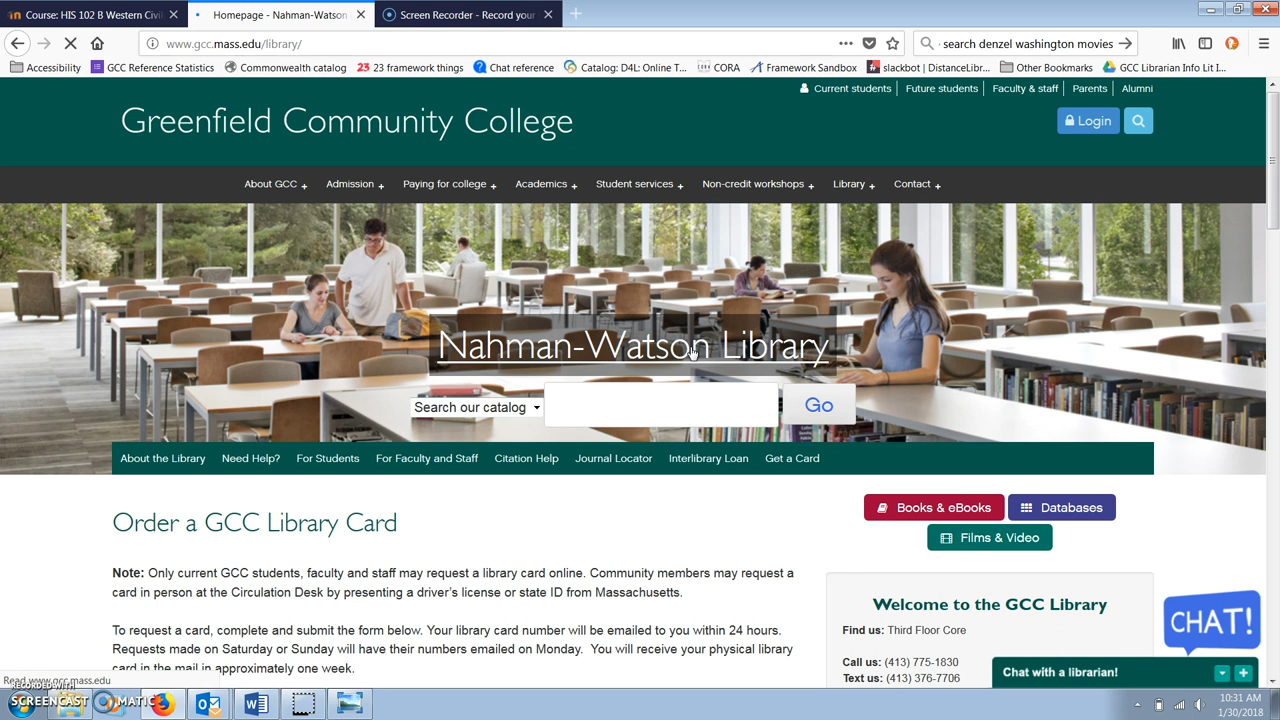 Course: HIS 102 B Western Civili
Homepage - Nahman-Watson
Screen Recorder - Record your
www.gcc.mass.edu/library/
search denzel washington movies
Accessibility
GCC Reference Statistics
Commonwealth catalog
23 framework things
Chat reference
Catalog: D4L: Online T...
CORA
Framework Sandbox
slackbot | DistanceLibr...
Other Bookmarks
GCC Librarian Info Lit I...
Current students
Future students
Faculty & staff
Parents
Alumni
Greenfield Community College
Login
About GCC +
Admission +
Paying for college +
Academics +
Student services +
Non-credit workshops +
Library +
Contact +
Nahman-Watson Library
Search our catalog
Go
About the Library
Need Help?
For Students
For Faculty and Staff
Citation Help
Journal Locator
Interlibrary Loan
Get a Card
Order a GCC Library Card
Books & eBooks
Databases
Films & Video
Note: Only current GCC students, faculty and staff may request a library card online. Community members may request a
card in person at the Circulation Desk by presenting a driver's license or state ID from Massachusetts.
To request a card, complete and submit the form below. Your library card number will be emailed to you within 24 hours.
Requests made on Saturday or Sunday will have their numbers emailed on Monday. You will receive your physical library
card in the mail in approximately one week.
Welcome to the GCC Library
Find us: Third Floor Core
Call us: (413) 775-1830
Text us: (413) 376-7706
CHAT!
Chat with a librarian!
Read www.gcc.mass.edu
RECORDED WITH
SCREENCAST MATIC
10:31 AM
1/30/2018